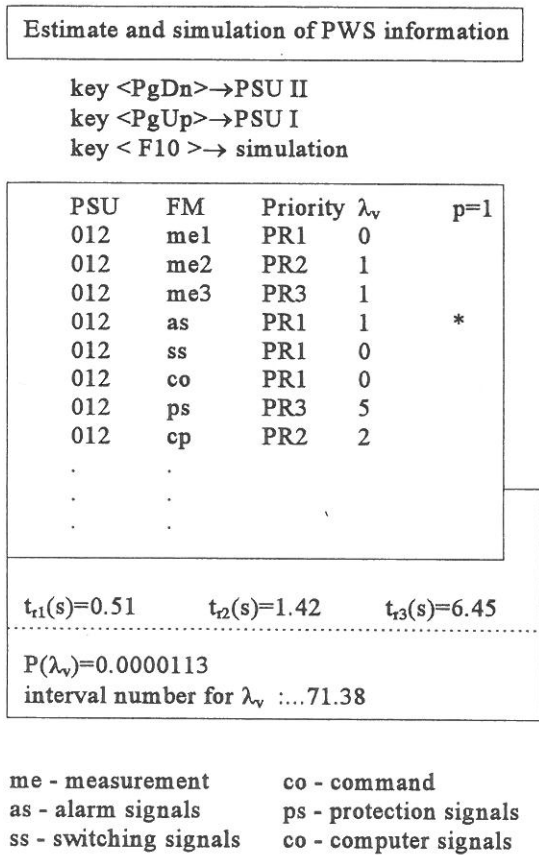 Estimate and simulation of PWS information
key <PgDn>→PSU II
key <PgUp>→PSU I
key < F10 >→ simulation
PSU FM Priority λv p=1
012 me1 PR1 0
012 me2 PR2 1
012 me3 PR3 1
012 as PR1 1 *
012 ss PR1 0
012 co PR1 0
012 ps PR3 5
012 cp PR2 2
. .
. .
. .
tr1(s)=0.51 tr2(s)=1.42 tr3(s)=6.45
P(λv)=0.0000113
interval number for λv :...71.38
me - measurement co - command
as - alarm signals ps - protection signals
ss - switching signals co - computer signals